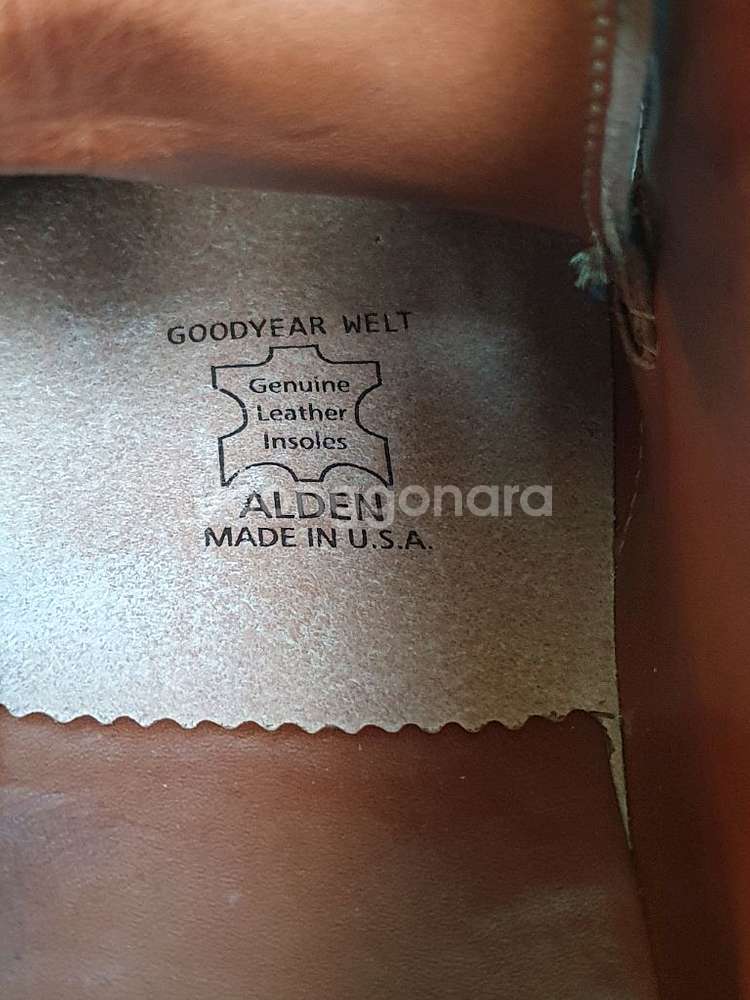 GOODYEAR WELT
Genuine
Leather
Insoles
ALDEN
MADE IN U.S.A.